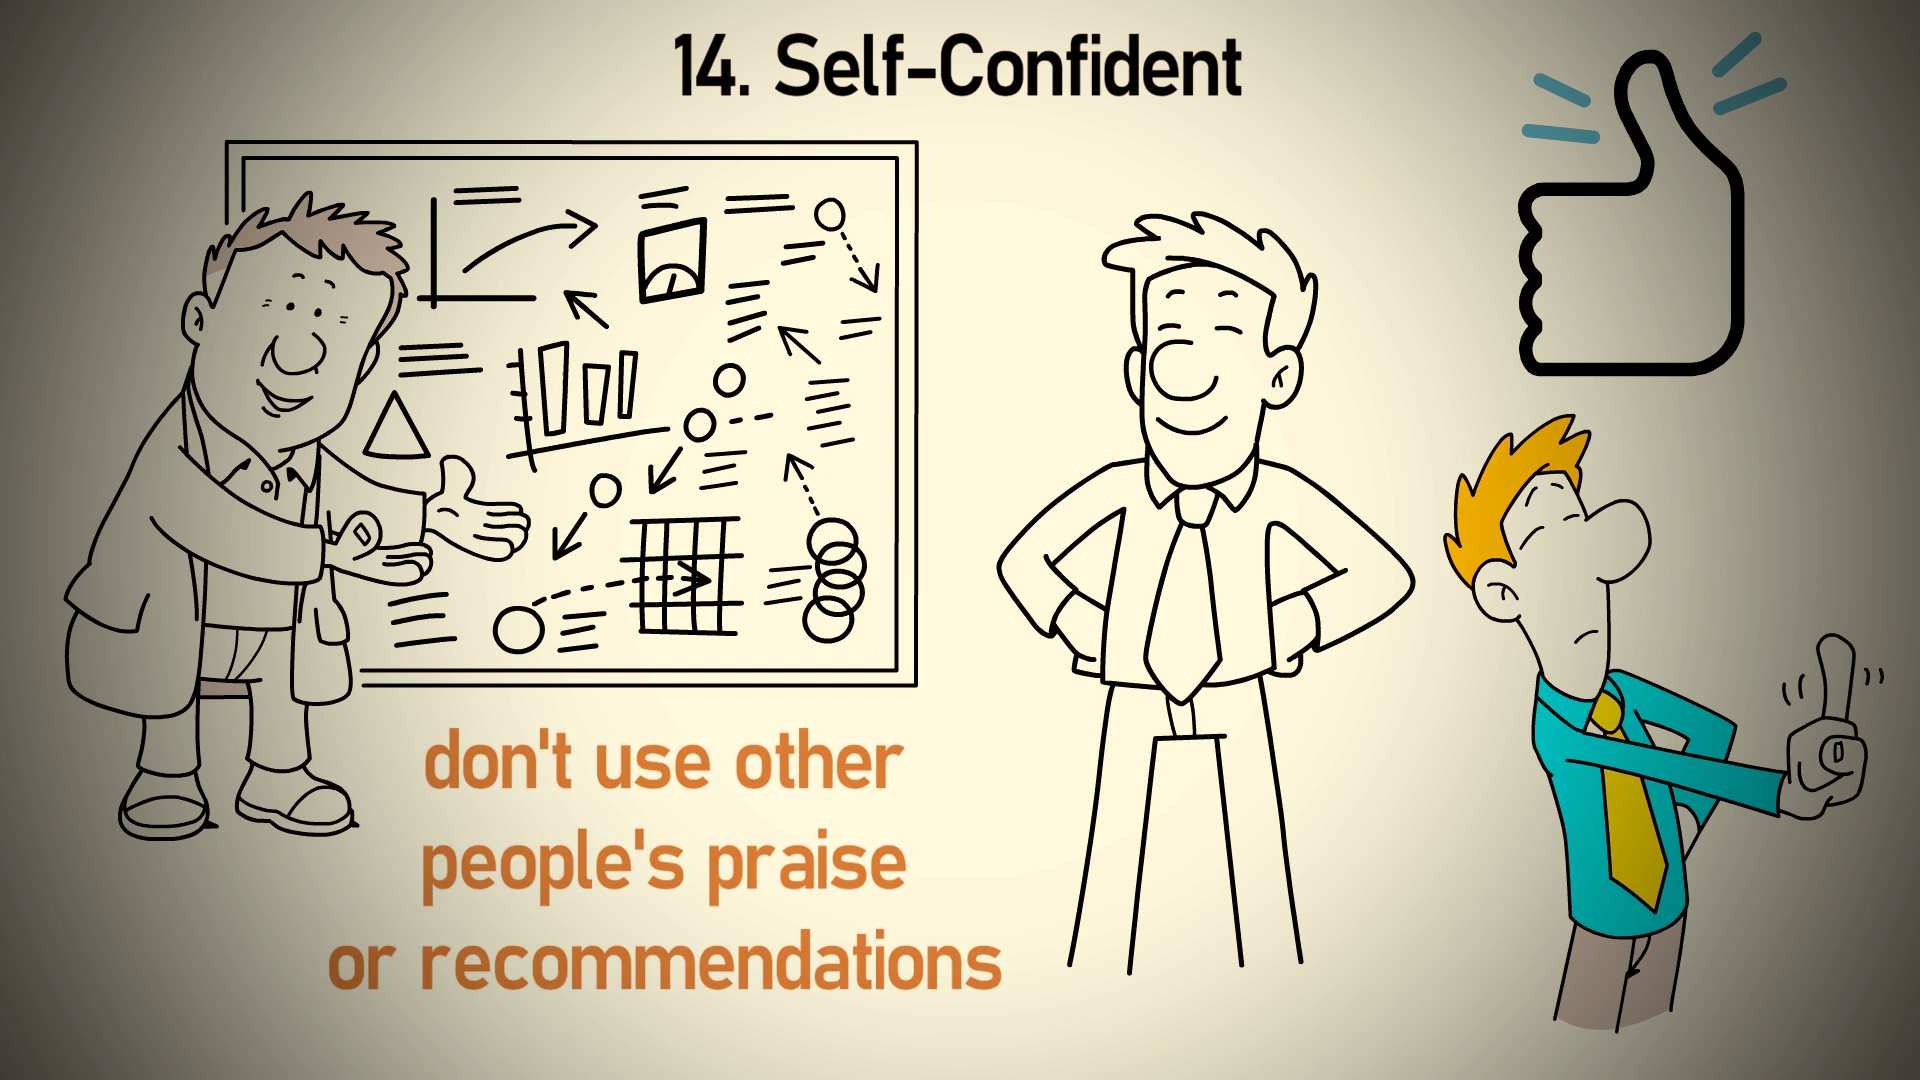 14. Self-Confident
don't use other
people's praise
or recommendations